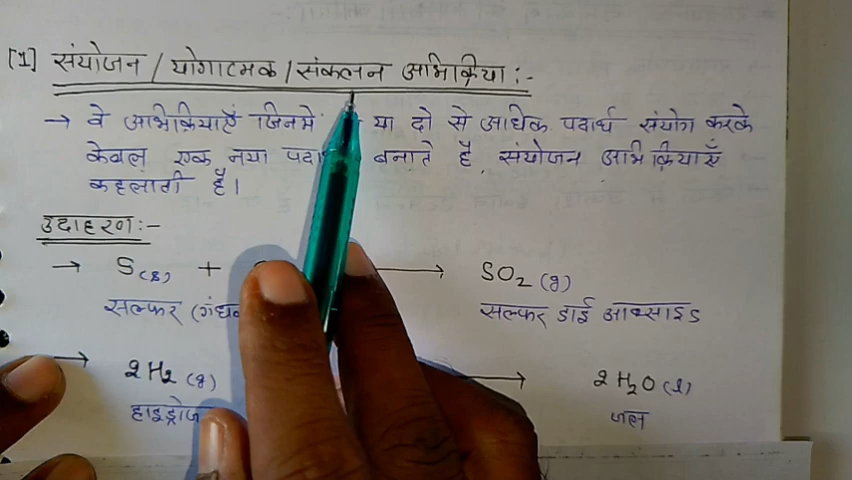 [1] संयोजन / योगात्मक / संकलन अभिक्रिया :-
→ वे अभिक्रियाएँ जिनमें या दो से अधिक पदार्थ संयोग करके
केवल एक नया बनाते है, संयोजन अभिक्रियाएँ
कहलाती है।
उदाहरण:-
→ S(s) + → SO₂ (g)
सल्फर सल्फर डाई आक्साइड
→ 2H₂ (g) → 2H₂O (l)
जल